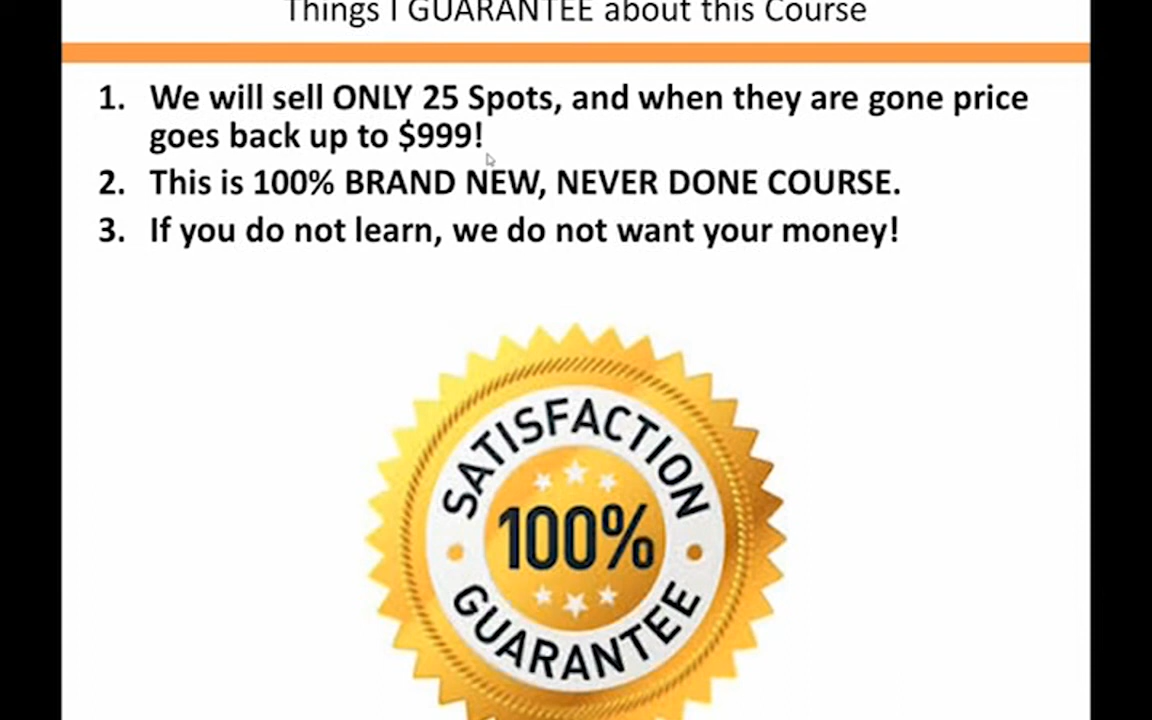 Things I GUARANTEE about this Course
1. We will sell ONLY 25 Spots, and when they are gone price
goes back up to $999!
2. This is 100% BRAND NEW, NEVER DONE COURSE.
3. If you do not learn, we do not want your money!
SATISFACTION
100%
GUARANTEE